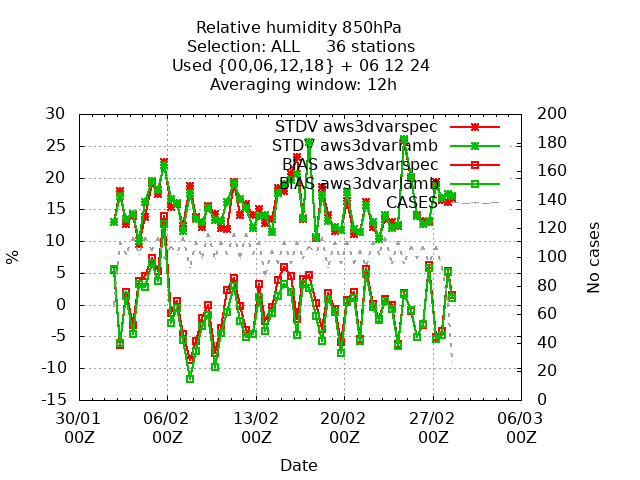 Relative humidity 850hPa
Selection: ALL 36 stations
Used {00,06,12,18} + 06 12 24
Averaging window: 12h
STDV aws3dvarspec
STDV aws3dvarlamb
BIAS aws3dvarspec
BIAS aws3dvarlamb
CASES
30
25
20
15
10
5
0
-5
-10
-15
%
200
180
160
140
120
100
80
60
40
20
0
No cases
30/01 06/02 13/02 20/02 27/02 06/03
00Z 00Z 00Z 00Z 00Z 00Z
Date